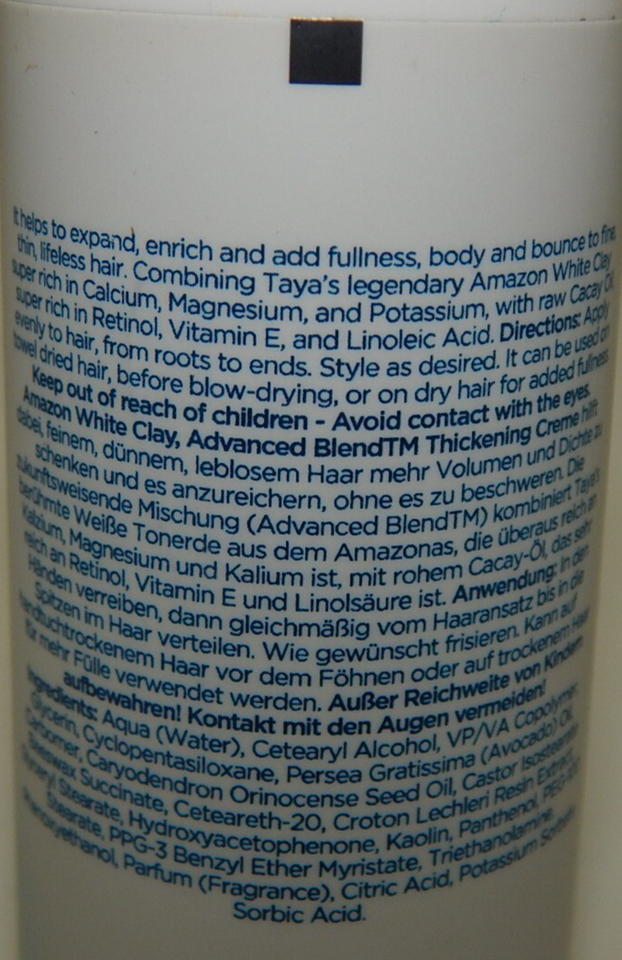 It helps to expand, enrich and add fullness, body and bounce to fine,
thin, lifeless hair. Combining Taya's legendary Amazon White Clay
super rich in Calcium, Magnesium, and Potassium, with raw Cacay Oil,
super rich in Retinol, Vitamin E, and Linoleic Acid. Directions: Apply
evenly to hair, from roots to ends. Style as desired. It can be used on
towel dried hair, before blow-drying, or on dry hair for added fullness.
Keep out of reach of children - Avoid contact with the eyes.
Amazon White Clay, Advanced BlendTM Thickening Creme hilft
dabei, feinem, dünnem, leblosem Haar mehr Volumen und Dichte zu
schenken und es anzureichern, ohne es zu beschweren. Die
zukunftsweisende Mischung (Advanced BlendTM) kombiniert Taya's
berühmte Weiße Tonerde aus dem Amazonas, die überaus reich an
Kalzium, Magnesium und Kalium ist, mit rohem Cacay-Öl, das sehr
reich an Retinol, Vitamin E und Linolsäure ist. Anwendung: In den
Händen verreiben, dann gleichmäßig vom Haaransatz bis in die
Spitzen im Haar verteilen. Wie gewünscht frisieren. Kann auf
handtuchtrockenem Haar vor dem Föhnen oder auf trockenem Haar
für mehr Fülle verwendet werden. Außer Reichweite von Kindern
aufbewahren! Kontakt mit den Augen vermeiden!
Ingredients: Aqua (Water), Cetearyl Alcohol, VP/VA Copolymer,
Glycerin, Cyclopentasiloxane, Persea Gratissima (Avocado) Oil,
Carbomer, Caryodendron Orinocense Seed Oil, Castor Isostearate
Beeswax Succinate, Ceteareth-20, Croton Lechleri Resin Extract,
Glyceryl Stearate, Hydroxyacetophenone, Kaolin, Panthenol, PEG-100
Stearate, PPG-3 Benzyl Ether Myristate, Triethanolamine,
Parfum (Fragrance), Citric Acid, Potassium
Sorbic Acid.